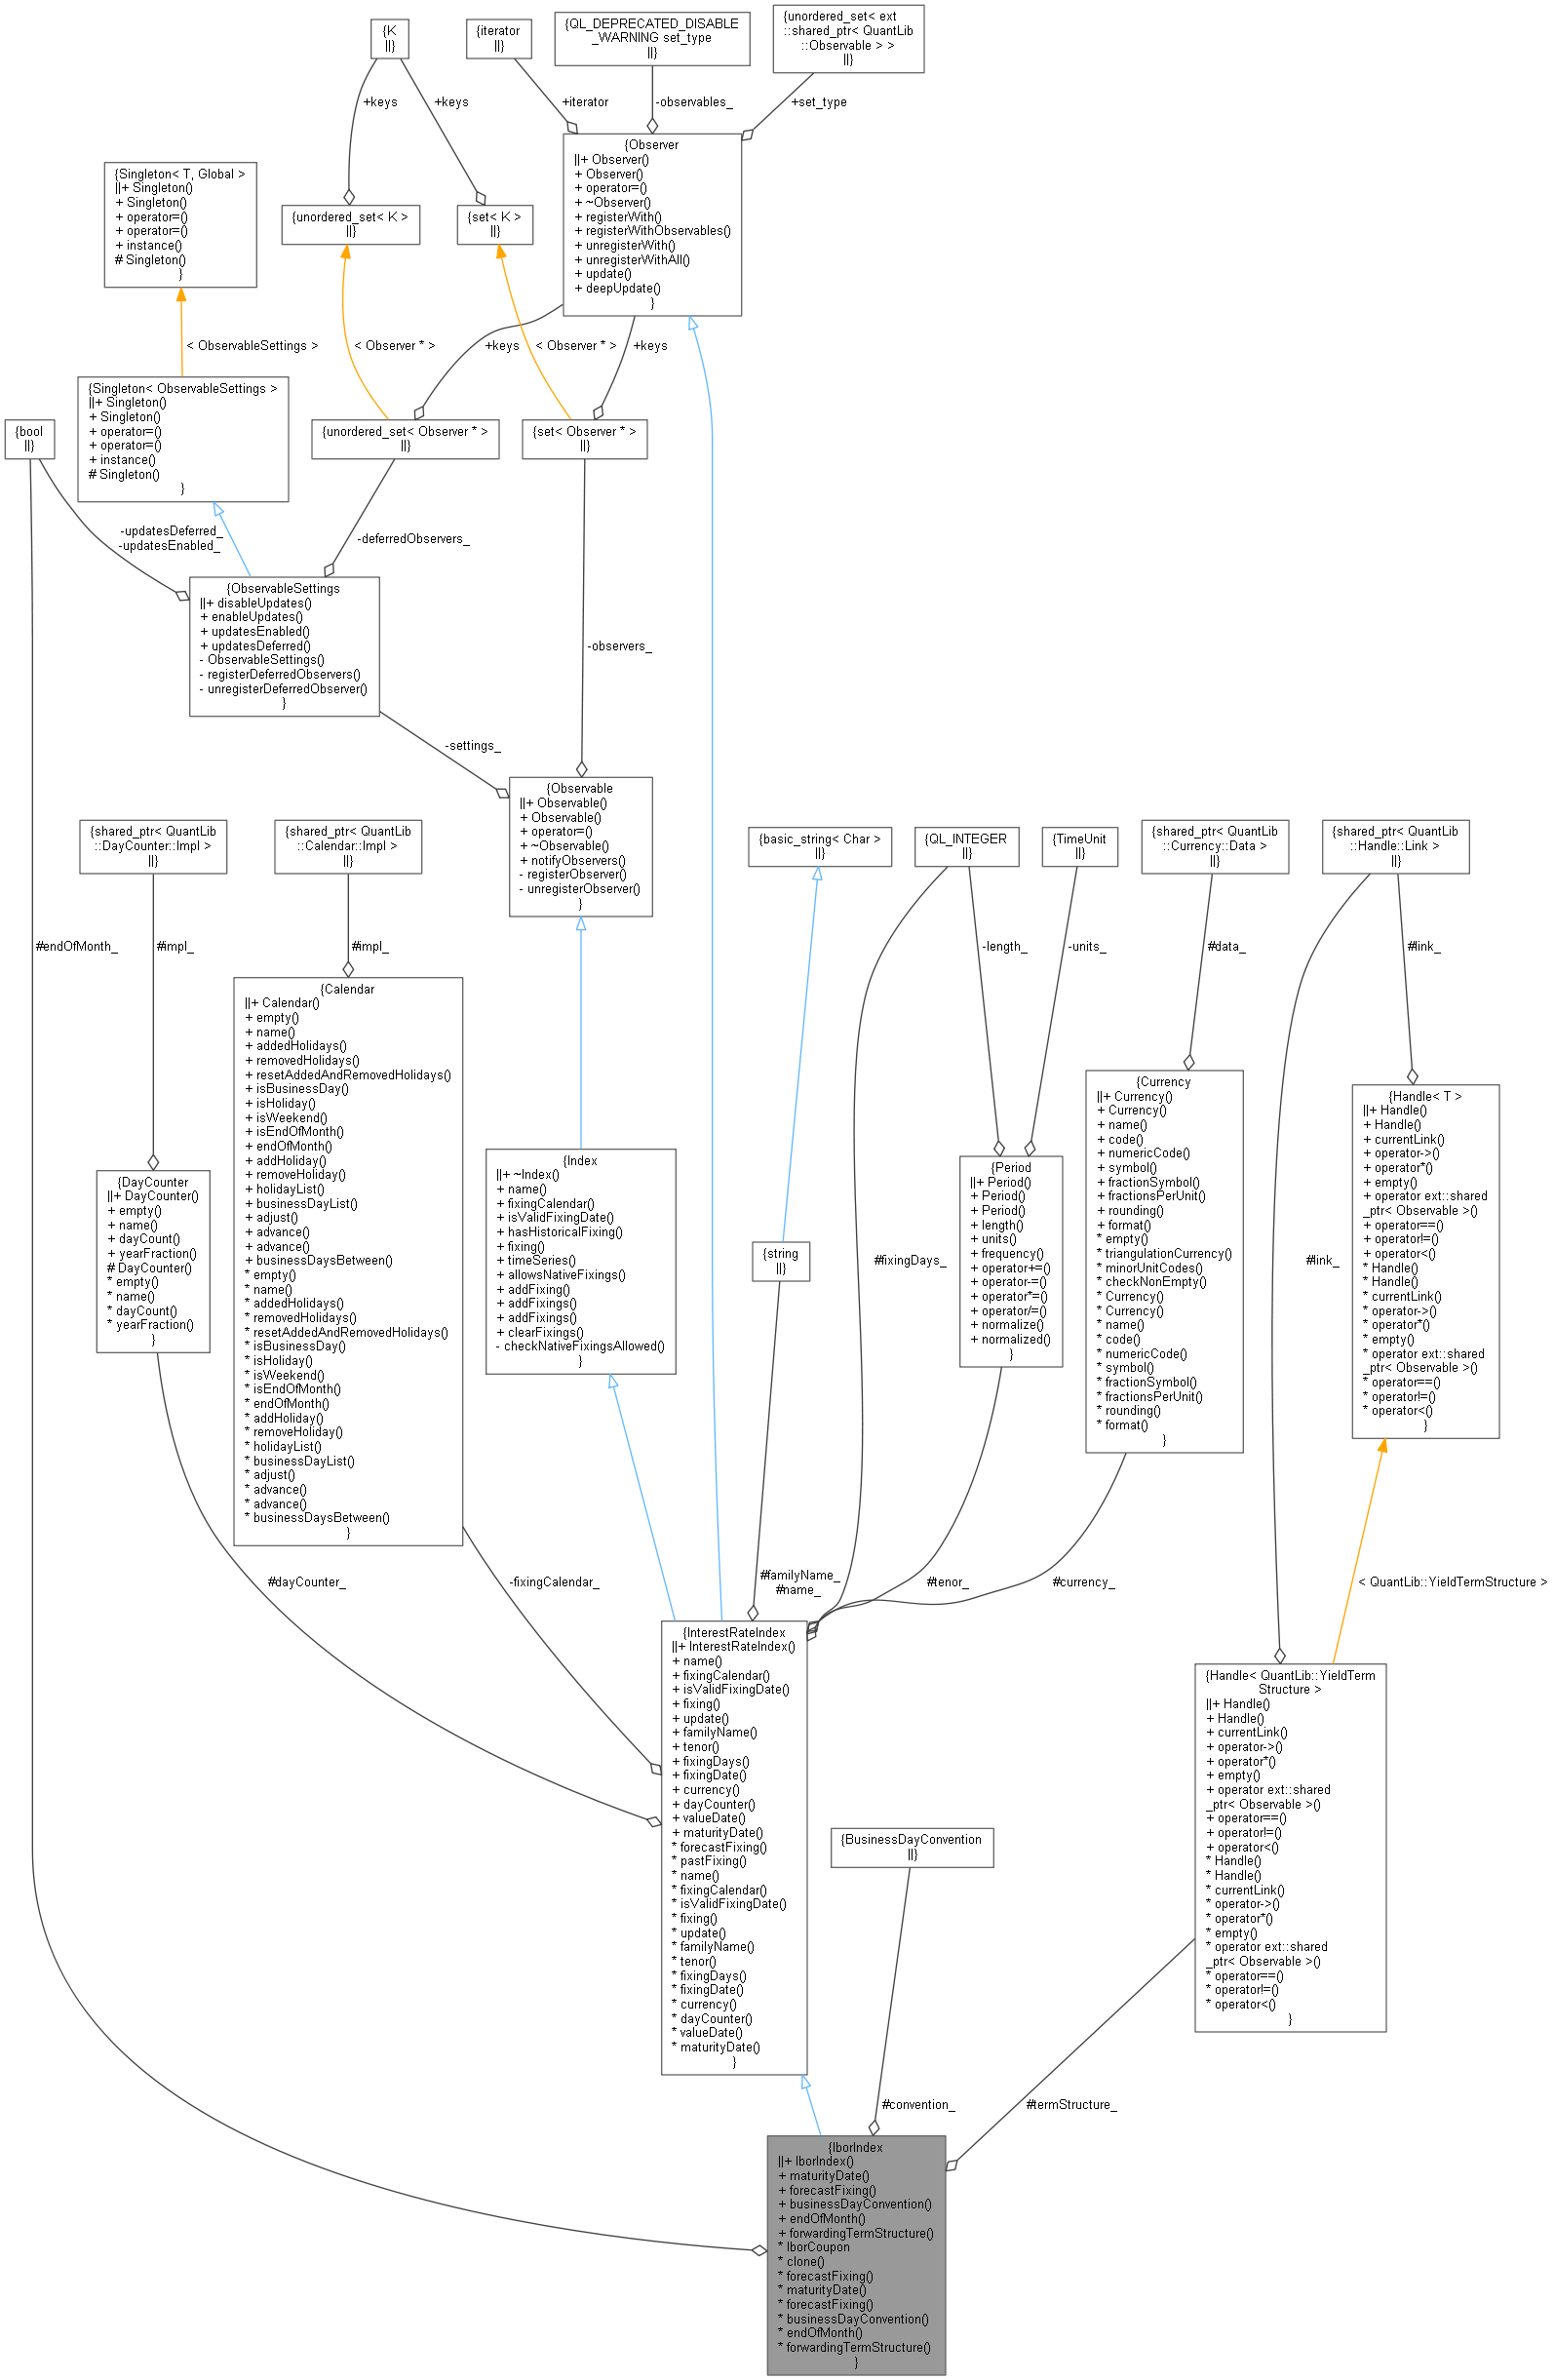 {K
||}
{iterator
||}
{QL_DEPRECATED_DISABLE
_WARNING set_type
||}
{unordered_set< ext
::shared_ptr< QuantLib
::Observable > >
||}
+keys
+keys
+iterator
-observables_
+set_type
{Singleton< T, Global >
||+ Singleton()
+ Singleton()
+ operator=()
+ operator=()
+ instance()
# Singleton()
}
{unordered_set< K >
||}
{set< K >
||}
{Observer
||+ Observer()
+ Observer()
+ operator=()
+ ~Observer()
+ registerWith()
+ registerWithObservables()
+ unregisterWith()
+ unregisterWithAll()
+ update()
+ deepUpdate()
}
< ObservableSettings >
< Observer * >
+keys
< Observer * >
+keys
{Singleton< ObservableSettings >
||+ Singleton()
+ Singleton()
+ operator=()
+ operator=()
+ instance()
# Singleton()
}
{bool
||}
{unordered_set< Observer * >
||}
{set< Observer * >
||}
-updatesDeferred_
-updatesEnabled_
-deferredObservers_
{ObservableSettings
||+ disableUpdates()
+ enableUpdates()
+ updatesEnabled()
+ updatesDeferred()
- ObservableSettings()
- registerDeferredObservers()
- unregisterDeferredObserver()
}
-observers_
-settings_
{Observable
||+ Observable()
+ Observable()
+ operator=()
+ ~Observable()
+ notifyObservers()
- registerObserver()
- unregisterObserver()
}
{shared_ptr< QuantLib
::DayCounter::Impl >
||}
{shared_ptr< QuantLib
::Calendar::Impl >
||}
{basic_string< Char >
||}
{QL_INTEGER
||}
{TimeUnit
||}
{shared_ptr< QuantLib
::Currency::Data >
||}
{shared_ptr< QuantLib
::Handle::Link >
||}
#endOfMonth_
#impl_
#impl_
-length_
-units_
#data_
#link_
{Calendar
||+ Calendar()
+ empty()
+ name()
+ addedHolidays()
+ removedHolidays()
+ resetAddedAndRemovedHolidays()
+ isBusinessDay()
+ isHoliday()
+ isWeekend()
+ isEndOfMonth()
+ endOfMonth()
+ addHoliday()
+ removeHoliday()
+ holidayList()
+ businessDayList()
+ adjust()
+ advance()
+ advance()
+ businessDaysBetween()
* empty()
* name()
* addedHolidays()
* removedHolidays()
* resetAddedAndRemovedHolidays()
* isBusinessDay()
* isHoliday()
* isWeekend()
* isEndOfMonth()
* endOfMonth()
* addHoliday()
* removeHoliday()
* holidayList()
* businessDayList()
* adjust()
* advance()
* advance()
* businessDaysBetween()
}
{DayCounter
||+ DayCounter()
+ empty()
+ name()
+ dayCount()
+ yearFraction()
# DayCounter()
* empty()
* name()
* dayCount()
* yearFraction()
}
{Index
||+ ~Index()
+ name()
+ fixingCalendar()
+ isValidFixingDate()
+ hasHistoricalFixing()
+ fixing()
+ timeSeries()
+ allowsNativeFixings()
+ addFixing()
+ addFixings()
+ addFixings()
+ clearFixings()
- checkNativeFixingsAllowed()
}
{string
||}
#fixingDays_
{Period
||+ Period()
+ Period()
+ Period()
+ length()
+ units()
+ frequency()
+ operator+=()
+ operator-=()
+ operator*=()
+ operator/=()
+ normalize()
+ normalized()
}
{Currency
||+ Currency()
+ Currency()
+ name()
+ code()
+ numericCode()
+ symbol()
+ fractionSymbol()
+ fractionsPerUnit()
+ rounding()
+ format()
* empty()
* triangulationCurrency()
* minorUnitCodes()
* checkNonEmpty()
* Currency()
* Currency()
* name()
* code()
* numericCode()
* symbol()
* fractionSymbol()
* fractionsPerUnit()
* rounding()
* format()
}
#link_
{Handle< T >
||+ Handle()
+ Handle()
+ currentLink()
+ operator->()
+ operator*()
+ empty()
+ operator ext::shared
_ptr< Observable >()
+ operator==()
+ operator!=()
+ operator<()
* Handle()
* Handle()
* currentLink()
* operator->()
* operator*()
* empty()
* operator ext::shared
_ptr< Observable >()
* operator==()
* operator!=()
* operator<()
}
#dayCounter_
-fixingCalendar_
#familyName_
#name_
#tenor_
#currency_
< QuantLib::YieldTermStructure >
{InterestRateIndex
||+ InterestRateIndex()
+ name()
+ fixingCalendar()
+ isValidFixingDate()
+ fixing()
+ update()
+ familyName()
+ tenor()
+ fixingDays()
+ fixingDate()
+ currency()
+ dayCounter()
+ valueDate()
+ maturityDate()
* forecastFixing()
* pastFixing()
* name()
* fixingCalendar()
* isValidFixingDate()
* fixing()
* update()
* familyName()
* tenor()
* fixingDays()
* fixingDate()
* currency()
* dayCounter()
* valueDate()
* maturityDate()
}
{BusinessDayConvention
||}
{Handle< QuantLib::YieldTerm
Structure >
||+ Handle()
+ Handle()
+ currentLink()
+ operator->()
+ operator*()
+ empty()
+ operator ext::shared
_ptr< Observable >()
+ operator==()
+ operator!=()
+ operator<()
* Handle()
* Handle()
* currentLink()
* operator->()
* operator*()
* empty()
* operator ext::shared
_ptr< Observable >()
* operator==()
* operator!=()
* operator<()
}
#convention_
#termStructure_
{IborIndex
||+ IborIndex()
+ maturityDate()
+ forecastFixing()
+ businessDayConvention()
+ endOfMonth()
+ forwardingTermStructure()
* IborCoupon
* clone()
* forecastFixing()
* maturityDate()
* forecastFixing()
* businessDayConvention()
* endOfMonth()
* forwardingTermStructure()
}